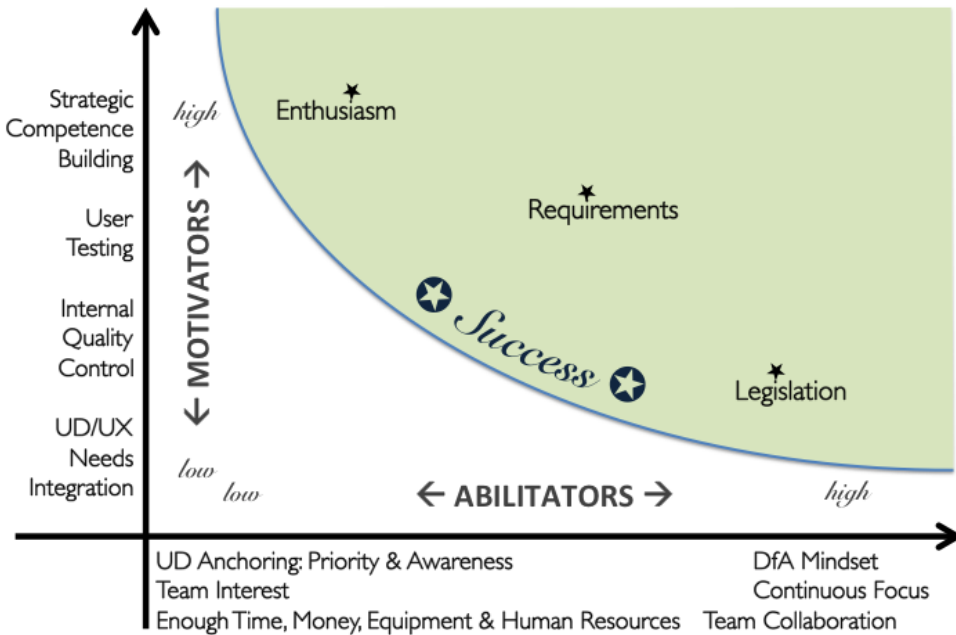 Strategic
Competence
Building
User
Testing
Internal
Quality
Control
UD/UX
Needs
Integration
high
← MOTIVATORS →
low
Enthusiasm
Requirements
Success
Legislation
low
← ABILITATORS →
high
UD Anchoring: Priority & Awareness
Team Interest
Enough Time, Money, Equipment & Human Resources
DfA Mindset
Continuous Focus
Team Collaboration